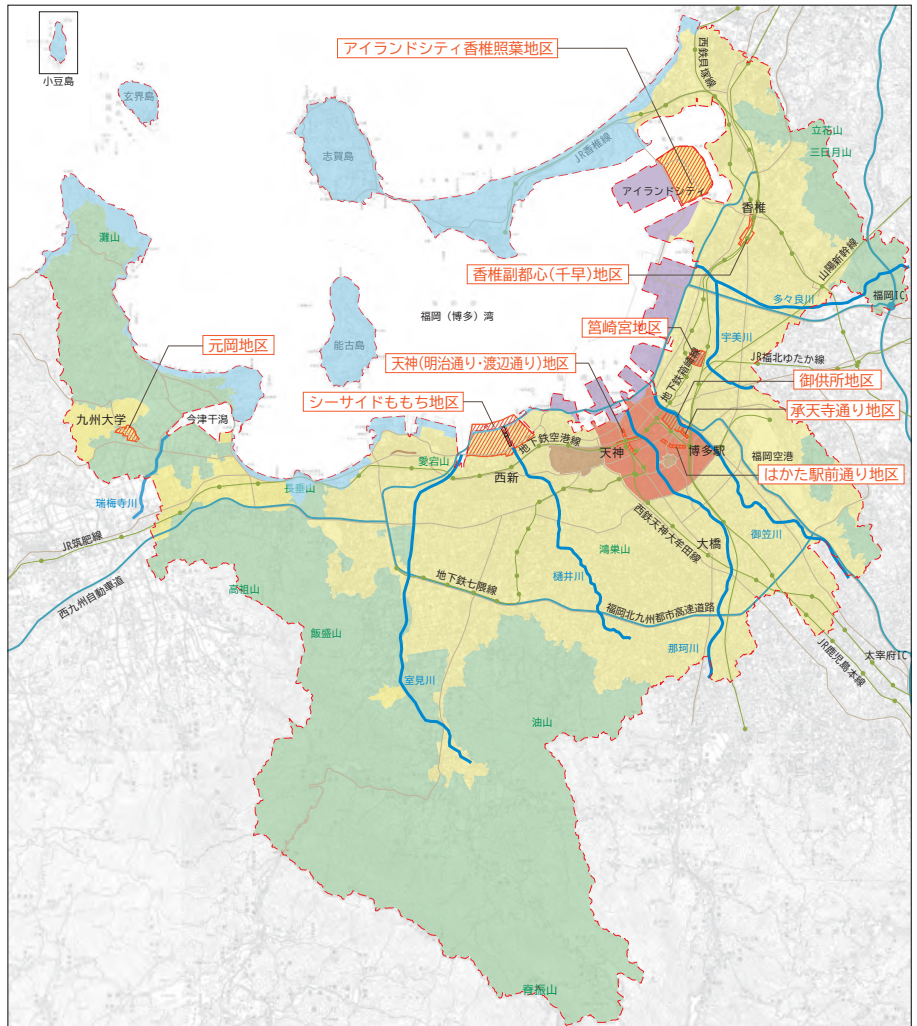 小豆島
玄界島
志賀島
アイランドシティ香椎照葉地区
西鉄貝塚線
JR香椎線
立花山
三日月山
アイランドシティ
香椎
灘山
香椎副都心(千早)地区
山陽新幹線
多々良川
福岡IC
能古島
福岡（博多）湾
筥崎宮地区
宇美川
JR福北ゆたか線
元岡地区
天神(明治通り・渡辺通り)地区
地下鉄箱崎線
御供所地区
九州大学
今津干潟
シーサイドももち地区
承天寺通り地区
地下鉄空港線
愛宕山
西新
天神
博多駅
福岡空港
はかた駅前通り地区
長垂山
瑞梅寺川
JR筑肥線
西鉄天神大牟田線
大橋
御笠川
鴻巣山
西九州自動車道
高祖山
地下鉄七隈線
樋井川
福岡北九州都市高速道路
飯盛山
那珂川
JR鹿児島本線
太宰府IC
室見川
油山
脊振山